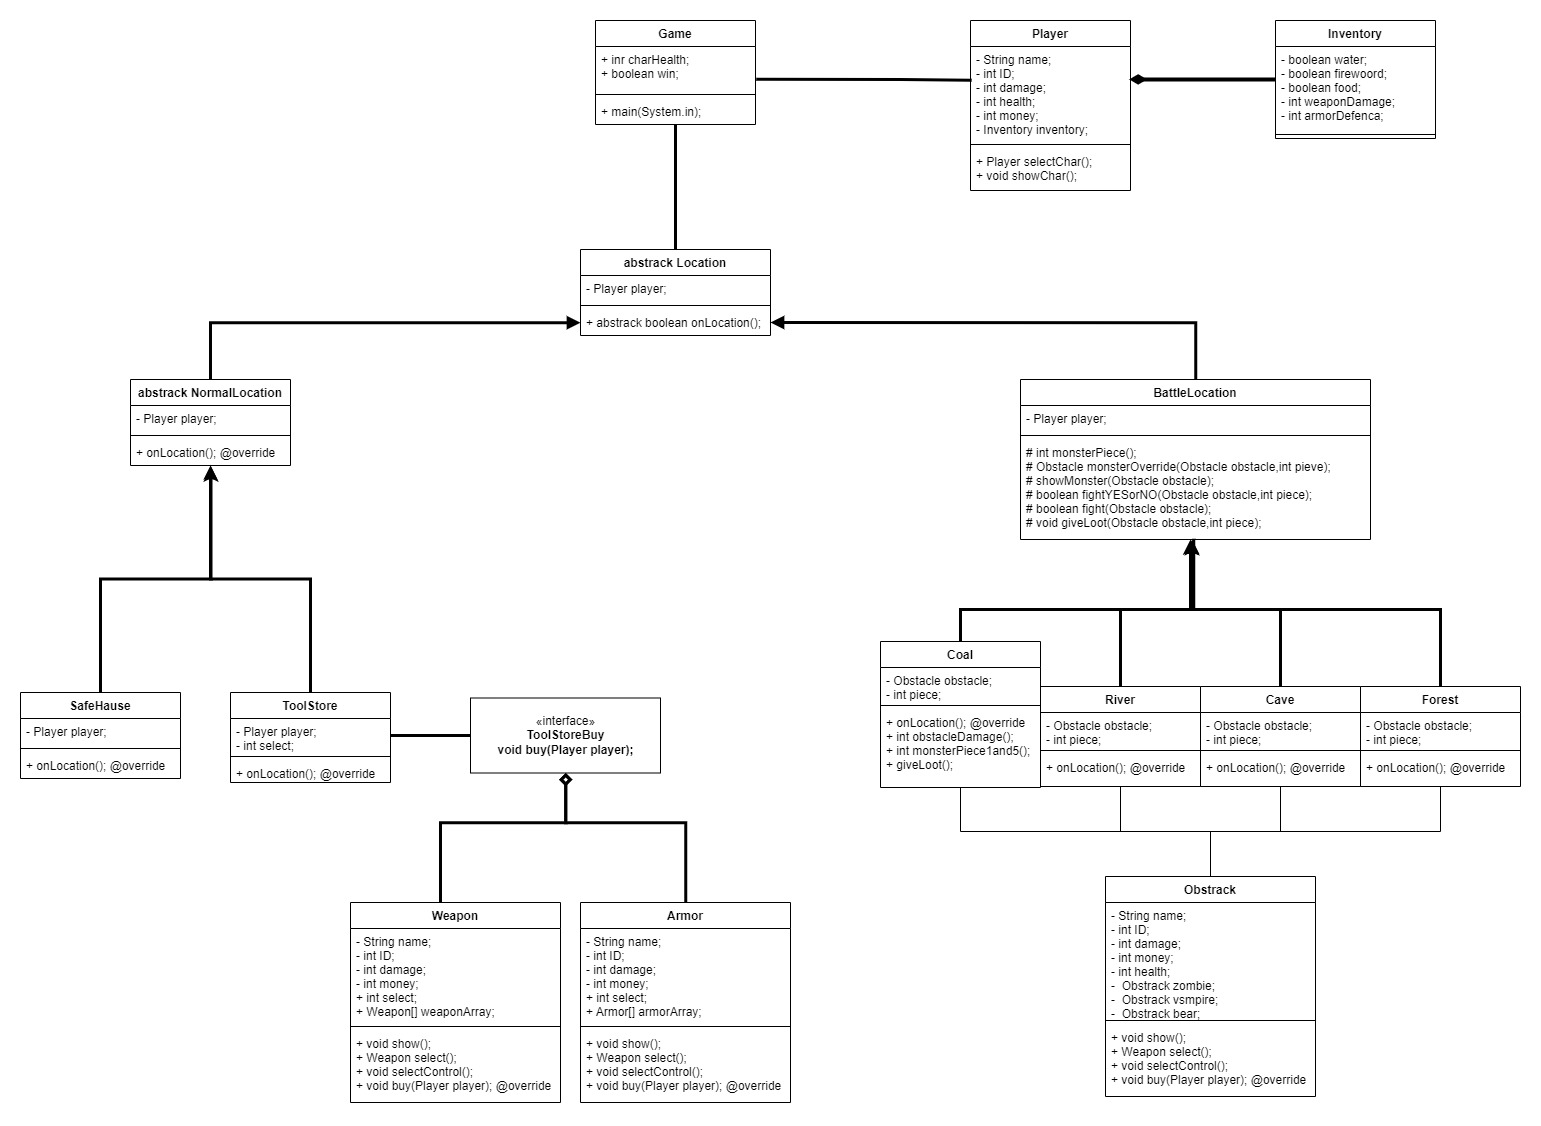 Game
+ inr charHealth;
+ boolean win;
+ main(System.in);
Player
- String name;
- int ID;
- int damage;
- int health;
- int money;
- Inventory inventory;
+ Player selectChar();
+ void showChar();
Inventory
- boolean water;
- boolean firewoord;
- boolean food;
- int weaponDamage;
- int armorDefenca;
abstrack Location
- Player player;
+ abstrack boolean onLocation();
abstrack NormalLocation
- Player player;
+ onLocation(); @override
BattleLocation
- Player player;
# int monsterPiece();
# Obstacle monsterOverride(Obstacle obstacle,int pieve);
# showMonster(Obstacle obstacle);
# boolean fightYESorNO(Obstacle obstacle,int piece);
# boolean fight(Obstacle obstacle);
# void giveLoot(Obstacle obstacle,int piece);
SafeHause
- Player player;
+ onLocation(); @override
ToolStore
- Player player;
- int select;
+ onLocation(); @override
«interface»
ToolStoreBuy
void buy(Player player);
Coal
- Obstacle obstacle;
- int piece;
+ onLocation(); @override
+ int obstacleDamage();
+ int monsterPiece1and5();
+ giveLoot();
River
- Obstacle obstacle;
- int piece;
+ onLocation(); @override
Cave
- Obstacle obstacle;
- int piece;
+ onLocation(); @override
Forest
- Obstacle obstacle;
- int piece;
+ onLocation(); @override
Weapon
- String name;
- int ID;
- int damage;
- int money;
+ int select;
+ Weapon[] weaponArray;
+ void show();
+ Weapon select();
+ void selectControl();
+ void buy(Player player); @override
Armor
- String name;
- int ID;
- int damage;
- int money;
+ int select;
+ Armor[] armorArray;
+ void show();
+ Weapon select();
+ void selectControl();
+ void buy(Player player); @override
Obstrack
- String name;
- int ID;
- int damage;
- int money;
- int health;
- Obstrack zombie;
- Obstrack vsmpire;
- Obstrack bear;
+ void show();
+ Weapon select();
+ void selectControl();
+ void buy(Player player); @override